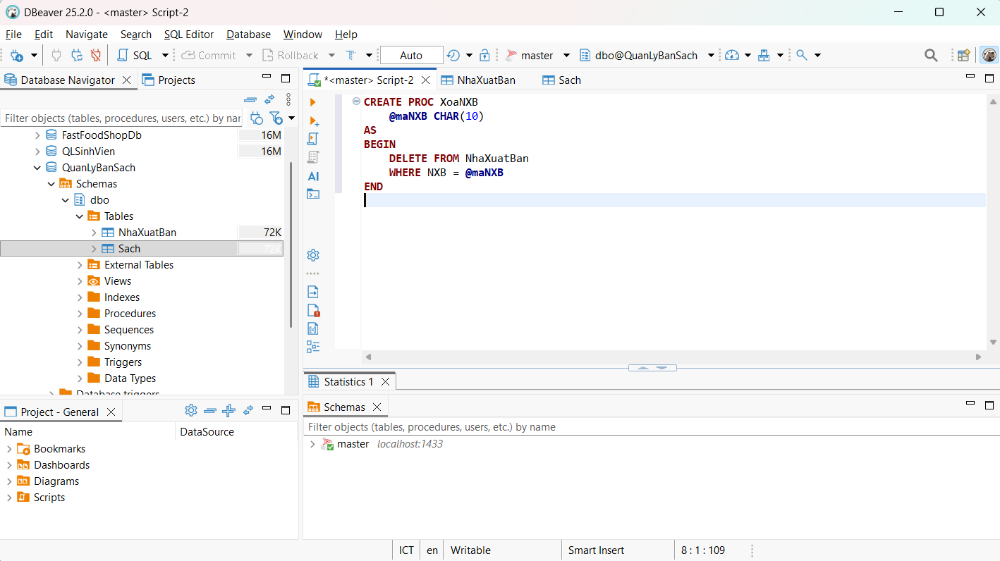 DBeaver 25.2.0 - <master> Script-2
File Edit Navigate Search SQL Editor Database Window Help
SQL Commit Rollback T Auto master dbo@QuanLyBanSach
Database Navigator Projects
Filter objects (tables, procedures, users, etc.) by nar
FastFoodShopDb 16M
QLSinhVien 16M
QuanLyBanSach
Schemas
dbo
Tables
NhaXuatBan 72K
Sach 72K
External Tables
Views
Indexes
Procedures
Sequences
Synonyms
Triggers
Data Types
Database triggers
Project - General
Name DataSource
Bookmarks
Dashboards
Diagrams
Scripts
*<master> Script-2 NhaXuatBan Sach
AI
CREATE PROC XoaNXB
@maNXB CHAR(10)
AS
BEGIN
DELETE FROM NhaXuatBan
WHERE NXB = @maNXB
END
Statistics 1
Schemas
Filter objects (tables, procedures, users, etc.) by name
master localhost:1433
ICT en Writable Smart Insert 8 : 1 : 109